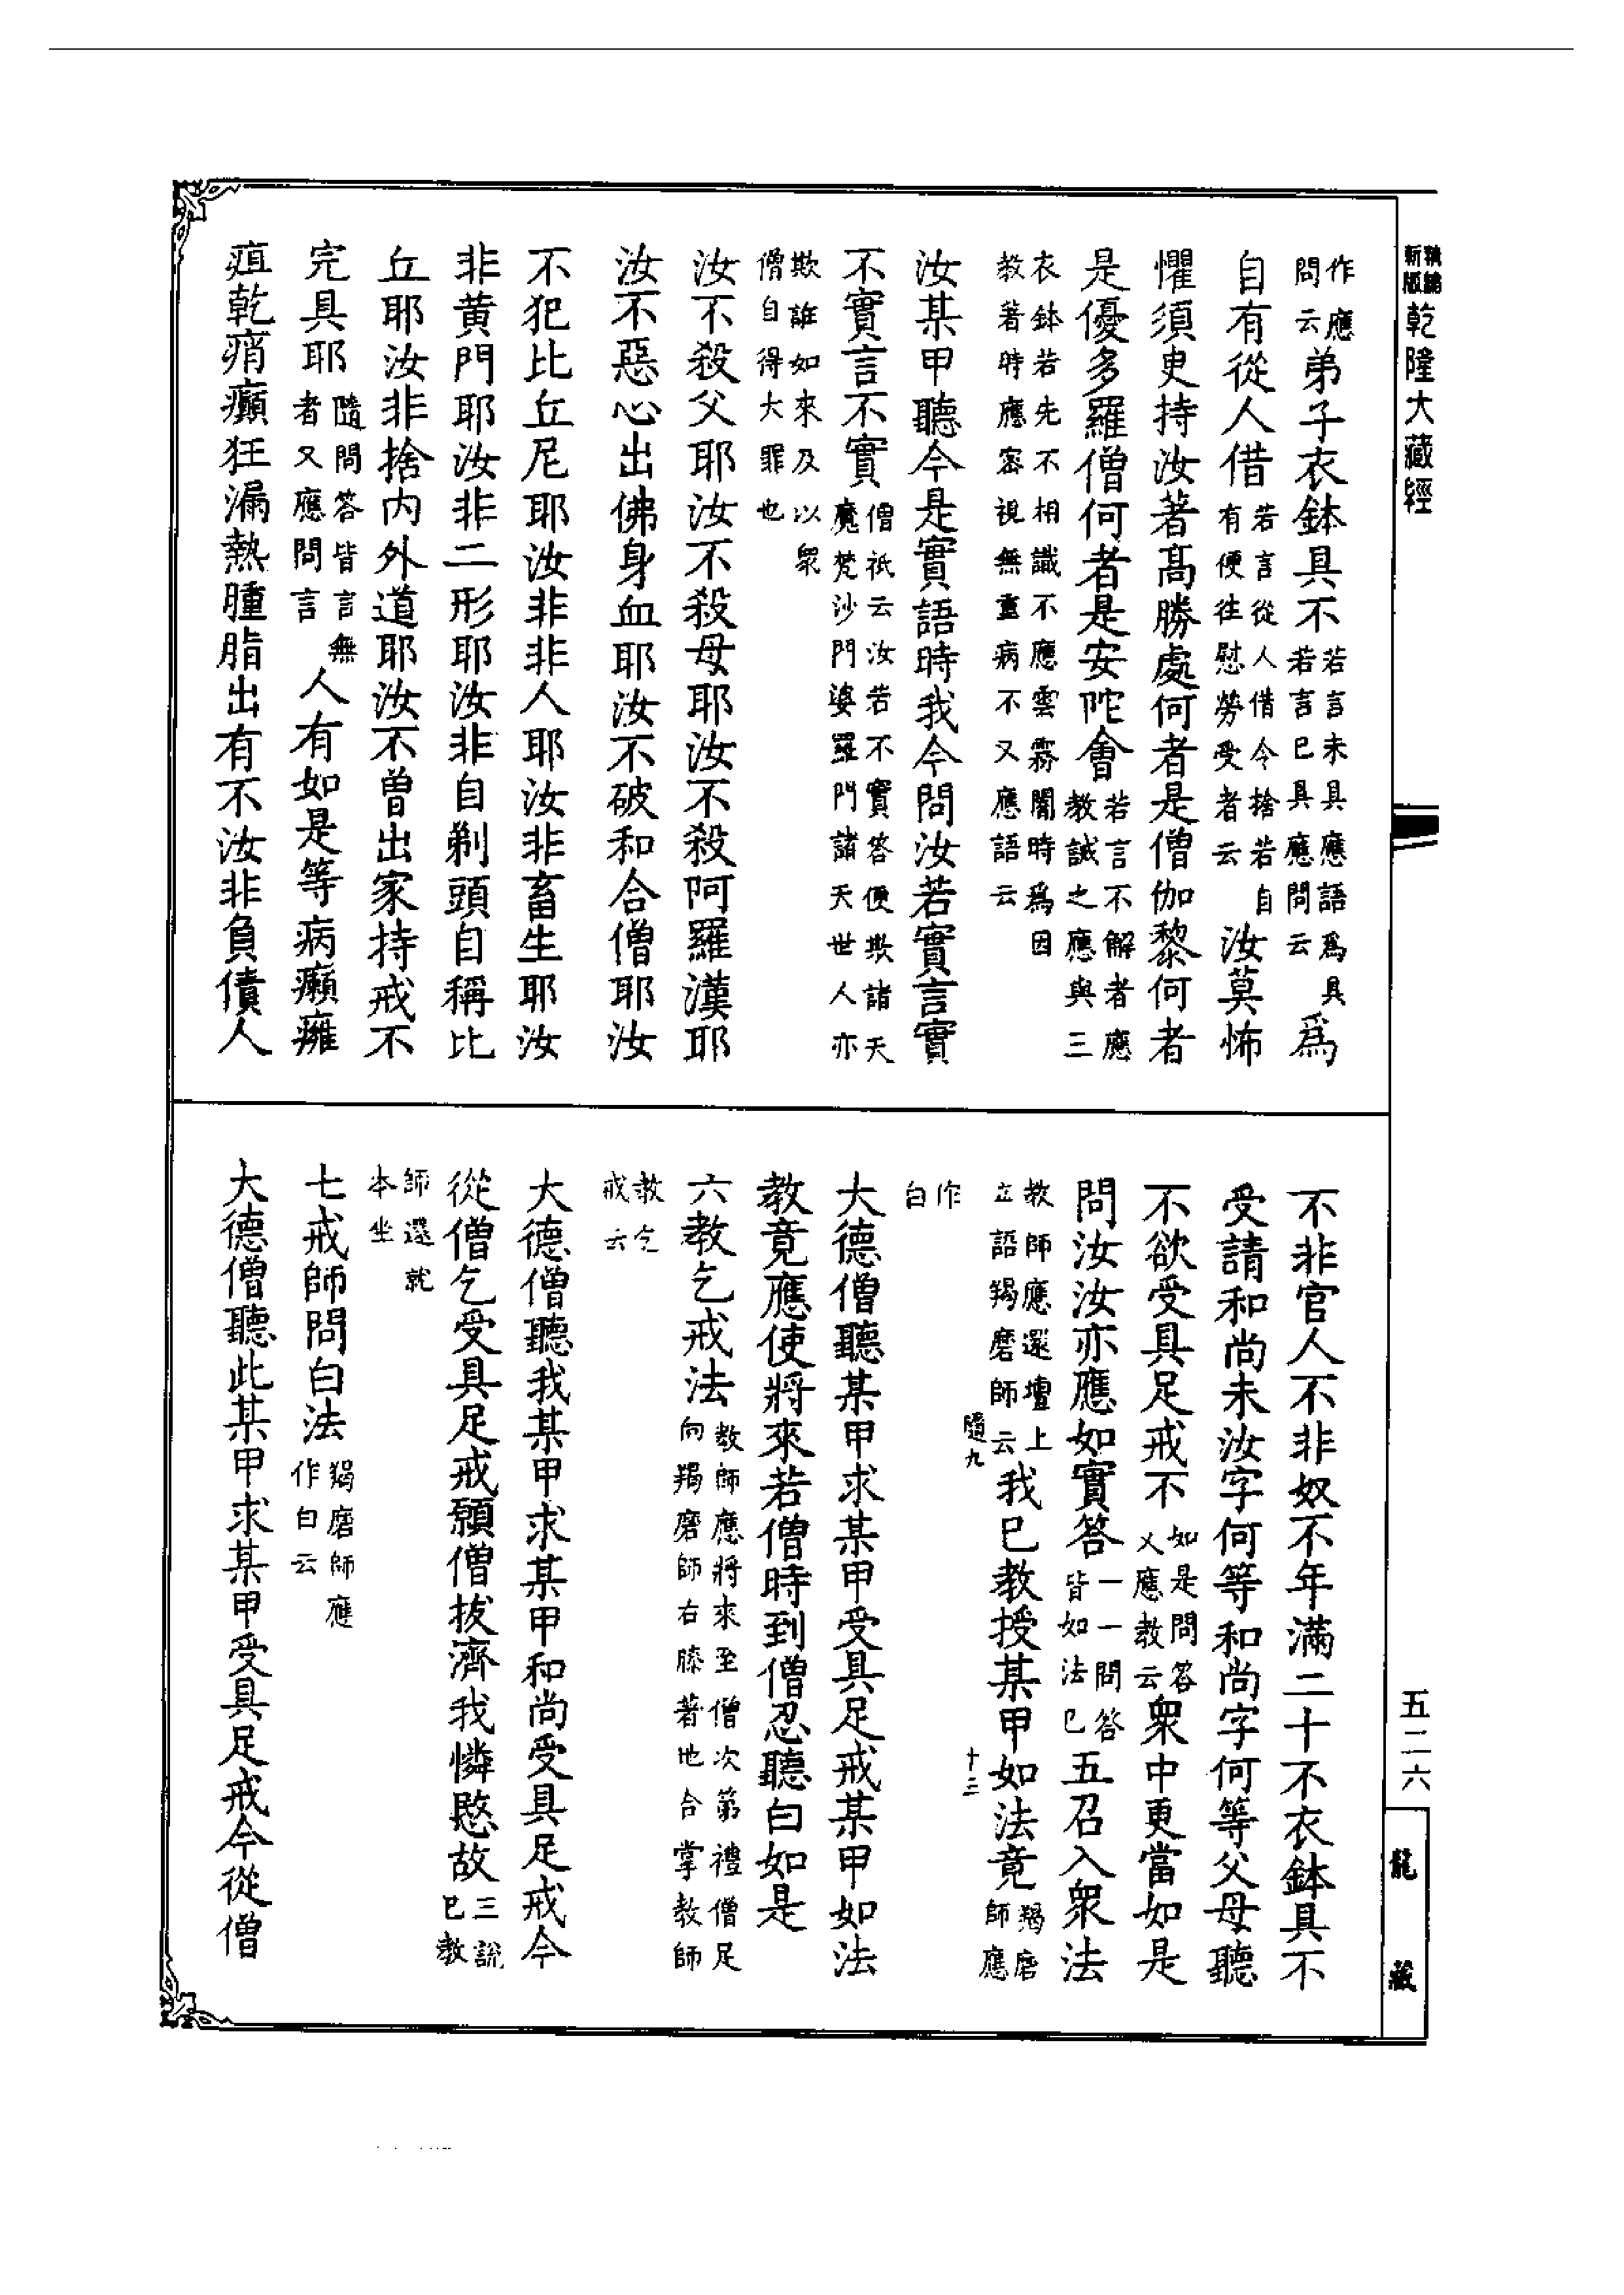 新版精編
乾隆大藏經
作應問云弟子衣鉢具不若言未具應語爲具若言已具應問云爲
自有從人借若言從人借令捨若自有便往慰勞受者云汝莫怖
懼須㬰持汝著髙勝處何者是僧伽黎何者
是優多羅僧何者是安陀會若言不解者應教誡之應與三
衣鉢若先不相識不應雲霧闇時爲因教著時應容視無重病不又應語云
汝某甲聽今是實語時我今問汝若實言實
不實言不實僧祇云汝若不實答便欺諸天魔梵沙門婆羅門諸天世人亦
欺誑如來及以眾僧自得大罪也
汝不殺父耶汝不殺母耶汝不殺阿羅漢耶
汝不惡心出佛身血耶汝不破和合僧耶汝
不犯比丘尼耶汝非非人耶汝非畜生耶汝
非黄門耶汝非二形耶汝非自剃頭自稱比
丘耶汝非捨内外道耶汝不曾出家持戒不
完具耶隨問答皆言無者又應問言人有如是等病癩癰
疽乾痟癲狂漏熱腫脂出有不汝非負債人
不非官人不非奴不年滿二十不衣鉢具不
受請和尚未汝字何等和尚字何等父母聽
不欲受具足戒不如是問答又應教云衆中更當如是
問汝汝亦應如實答一一問答皆如法已五召入衆法
教師應還壇上立語羯磨師云我已教授某甲如法竟羯磨師應
隨九
十三
作白
大德僧聽某甲求某甲受具足戒某甲如法
教竟應使將來若僧時到僧忍聽白如是
六教乞戒法教師應將來至僧次第禮僧足向羯磨師右膝著地合掌教師
教乞戒云
大德僧聽我某甲求某甲和尚受具足戒今
從僧乞受具足戒願僧拔濟我憐愍故三說已教
師還就本坐
七戒師問白法羯磨師應作白云
大德僧聽此某甲求某甲受具足戒今從僧
五二六
龍藏